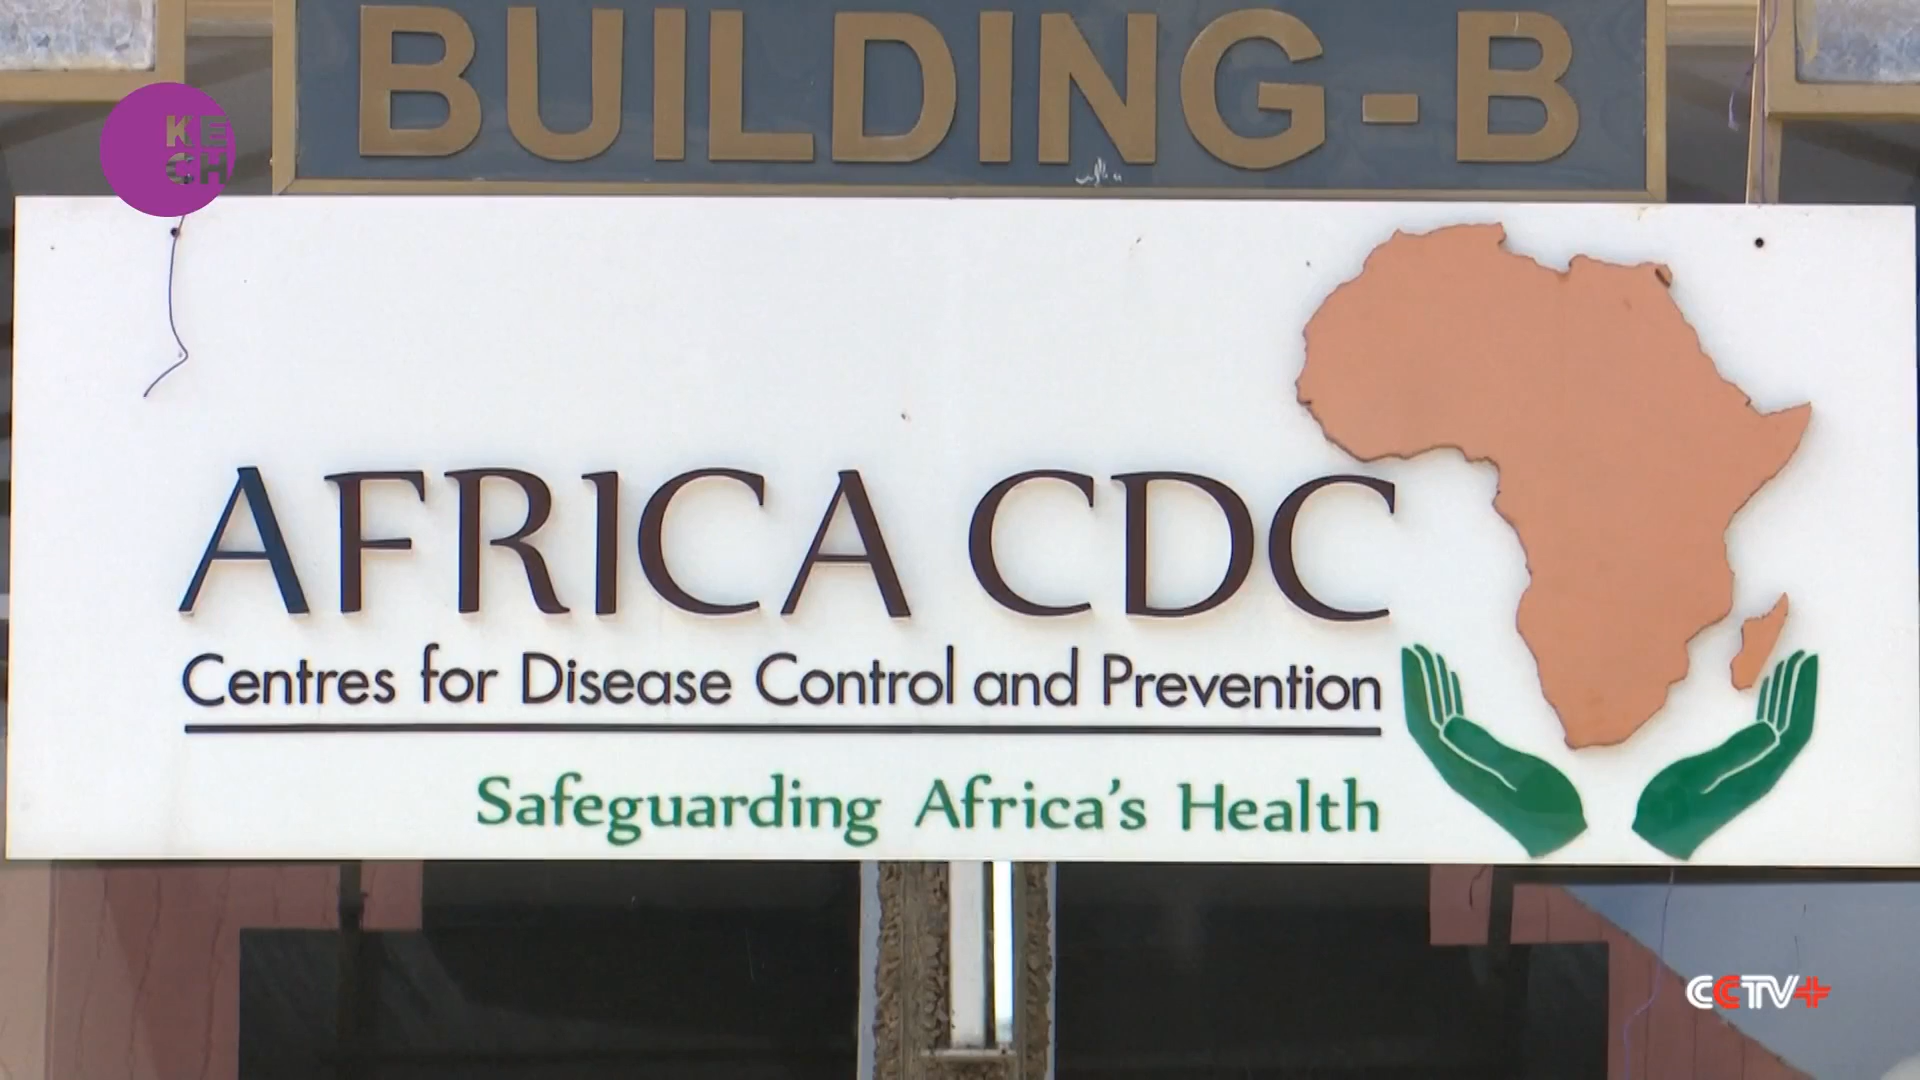 BUILDING - B
KE
CH
AFRICA CDC
Centres for Disease Control and Prevention
Safeguarding Africa's Health
CCTV+